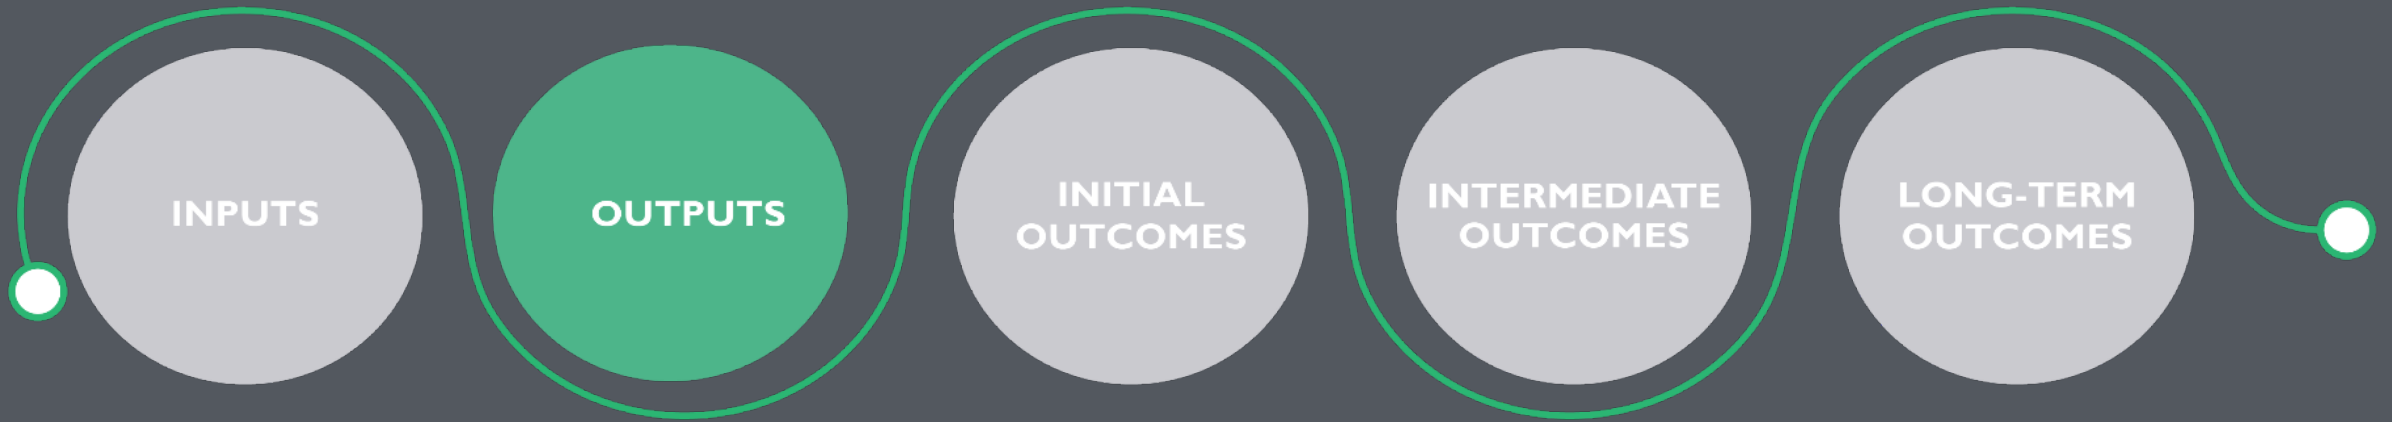 INPUTS
OUTPUTS
INITIAL
OUTCOMES
INTERMEDIATE
OUTCOMES
LONG-TERM
OUTCOMES